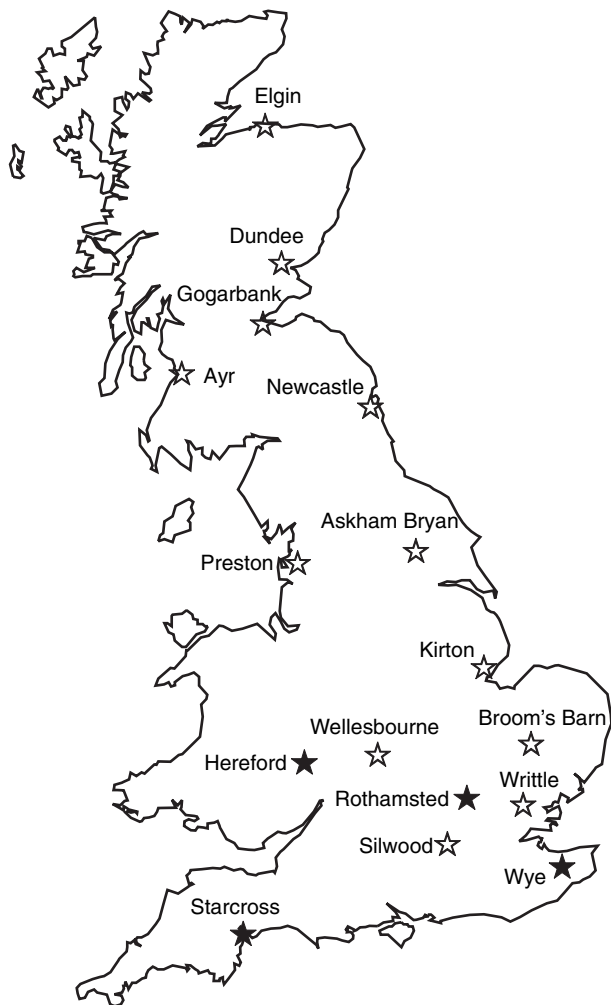 Elgin
Dundee
Gogarbank
Ayr
Newcastle
Askham Bryan
Preston
Kirton
Broom's Barn
Wellesbourne
Hereford
Writtle
Rothamsted
Silwood
Wye
Starcross